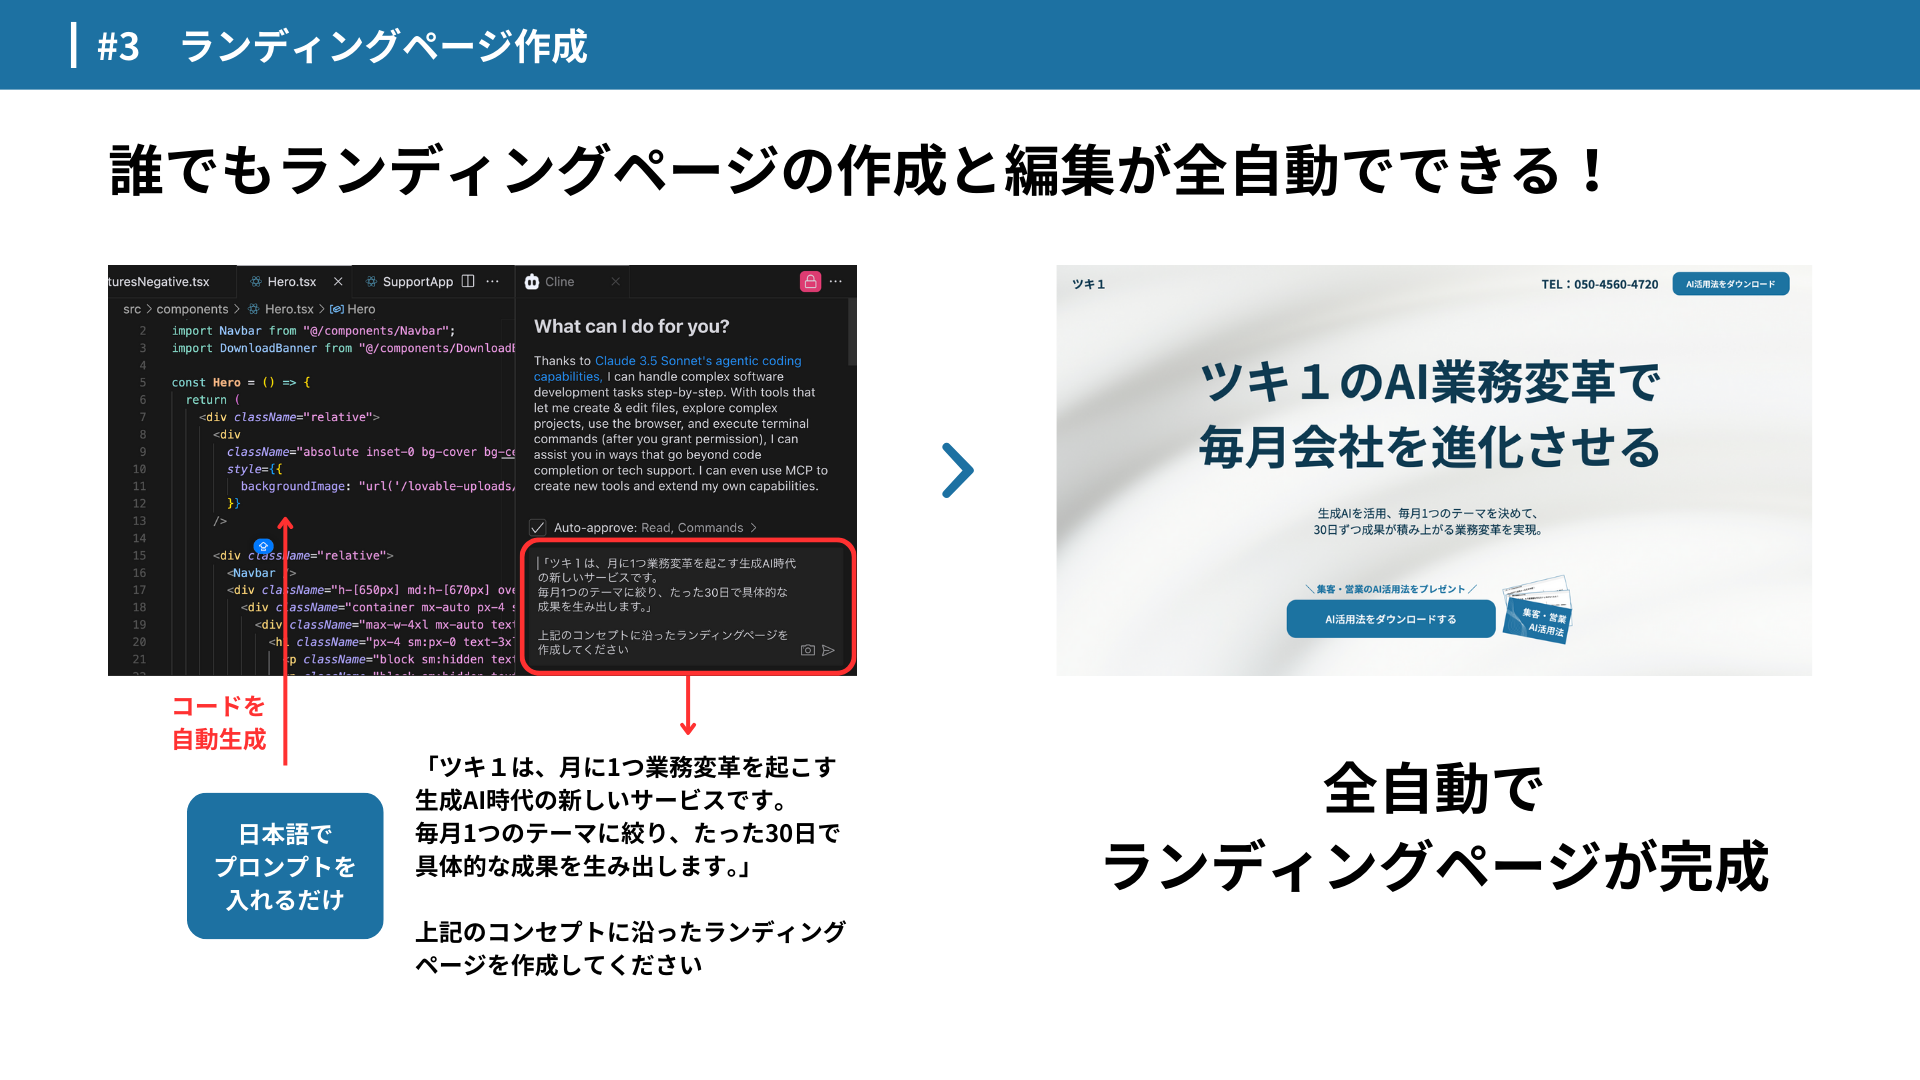 #3 ランディングページ作成
誰でもランディングページの作成と編集が全自動でできる！
turesNegative.tsx
Hero.tsx
SupportApp
src > components > Hero.tsx > Hero
2 import Navbar from "@/components/Navbar";
3 import DownloadBanner from "@/components/Download
4
5 const Hero = () => {
6 return (
7 <div className="relative">
8 <div
9 className="absolute inset-0 bg-cover bg-ce
10 style={{
11 backgroundImage: "url('/lovable-uploads/
12 }}
13 />
14
15 <div className="relative">
16 <Navbar />
17 <div className="h-[650px] md:h-[670px] ove
18 <div className="container mx-auto px-4 s
19 <div className="max-w-4xl mx-auto text
20 <h1 className="px-4 sm:px-0 text-3xl
21 <p className="block sm:hidden text
Cline
What can I do for you?
Thanks to Claude 3.5 Sonnet's agentic coding
capabilities, I can handle complex software
development tasks step-by-step. With tools that
let me create & edit files, explore complex
projects, use the browser, and execute terminal
commands (after you grant permission), I can
assist you in ways that go beyond code
completion or tech support. I can even use MCP to
create new tools and extend my own capabilities.
Auto-approve: Read, Commands >
「ツキ１は、月に1つ業務変革を起こす生成AI時代
の新しいサービスです。
毎月1つのテーマに絞り、たった30日で具体的な
成果を生み出します。」
上記のコンセプトに沿ったランディングページを
作成してください
コードを
自動生成
日本語で
プロンプトを
入れるだけ
「ツキ１は、月に1つ業務変革を起こす
生成AI時代の新しいサービスです。
毎月1つのテーマに絞り、たった30日で
具体的な成果を生み出します。」
上記のコンセプトに沿ったランディング
ページを作成してください
ツキ１
TEL：050-4560-4720
AI活用法をダウンロード
ツキ１のAI業務変革で
毎月会社を進化させる
生成AIを活用、毎月1つのテーマを決めて、
30日ずつ成果が積み上がる業務変革を実現。
＼ 集客・営業のAI活用法をプレゼント ／
AI活用法をダウンロードする
集客・営業
AI活用法
全自動で
ランディングページが完成